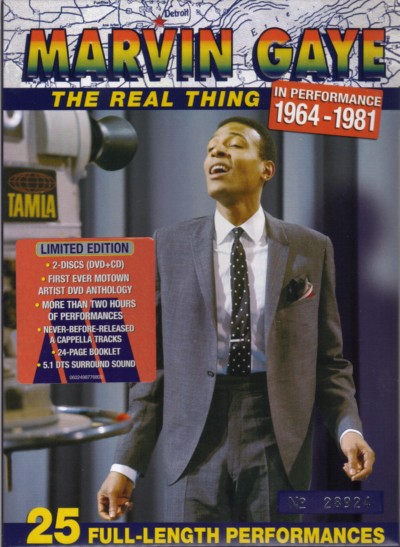 Detroit
MARVIN GAYE
THE REAL THING
IN PERFORMANCE
1964-1981
TAMLA
LIMITED EDITION
• 2-DISCS (DVD+CD)
• FIRST EVER MOTOWN
ARTIST DVD ANTHOLOGY
• MORE THAN TWO HOURS
OF PERFORMANCES
• NEVER-BEFORE-RELEASED
A CAPPELLA TRACKS
• 24-PAGE BOOKLET
• 5.1 DTS SURROUND SOUND
Nº 28924
25 FULL-LENGTH PERFORMANCES